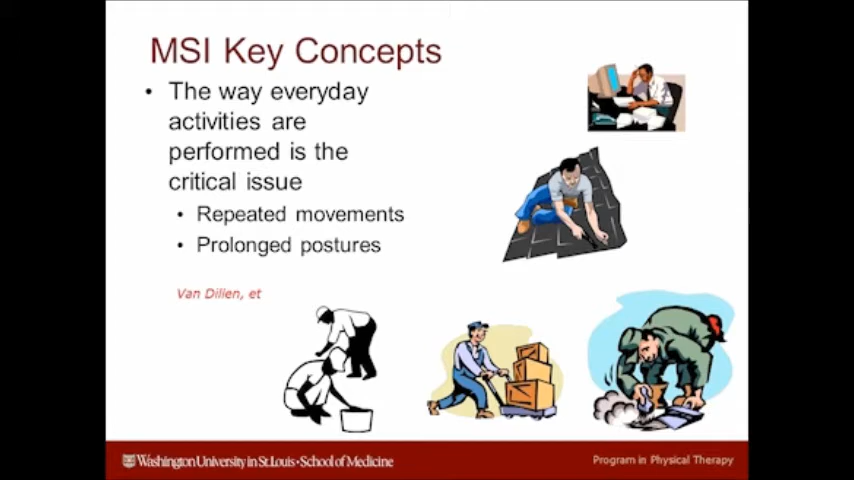 MSI Key Concepts
• The way everyday
activities are
performed is the
critical issue
• Repeated movements
• Prolonged postures
Van Dillen, et
Washington University in St. Louis • School of Medicine
Program in Physical Therapy